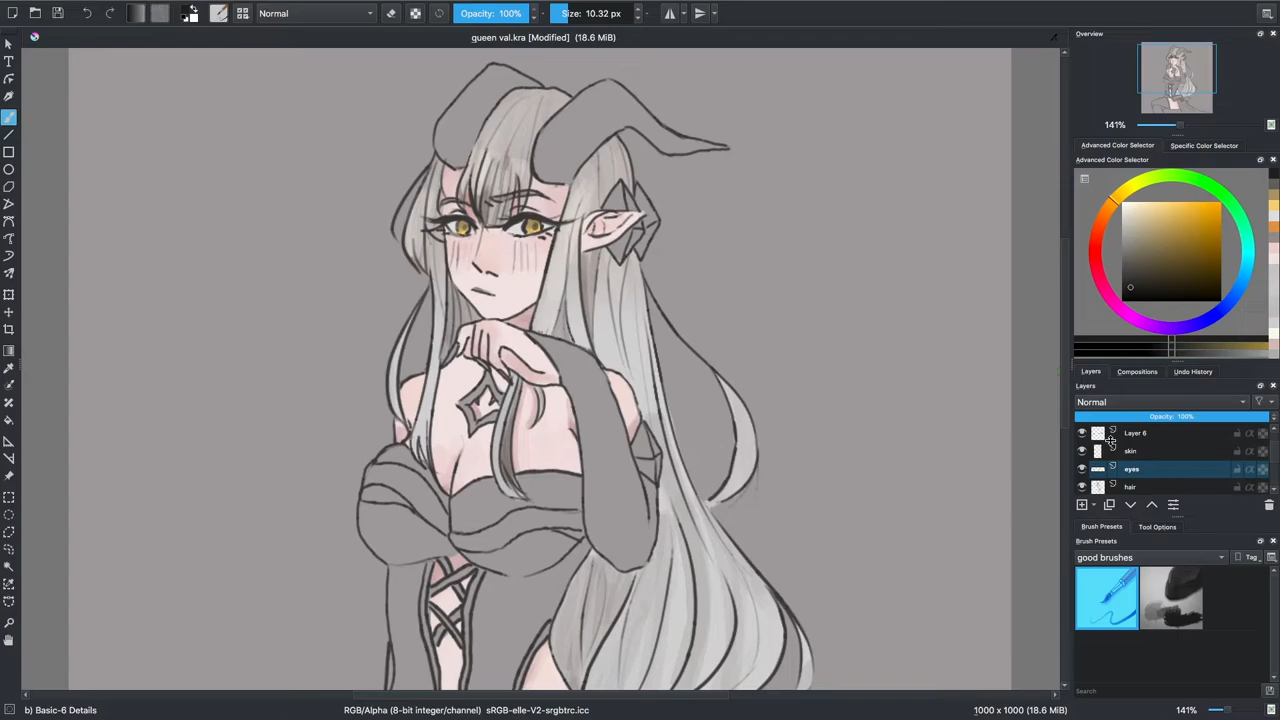 Normal
Opacity: 100%
Size: 10.32 px
queen val.kra [Modified] (18.6 MiB)
Overview
141%
Advanced Color Selector
Specific Color Selector
Advanced Color Selector
Layers
Compositions
Undo History
Layers
Normal
Opacity: 100%
Layer 6
skin
eyes
hair
Brush Presets
Tool Options
Brush Presets
good brushes
Tag
Search
b) Basic-6 Details
RGB/Alpha (8-bit integer/channel) sRGB-elle-V2-srgbtrc.icc
1000 x 1000 (18.6 MiB)
141%